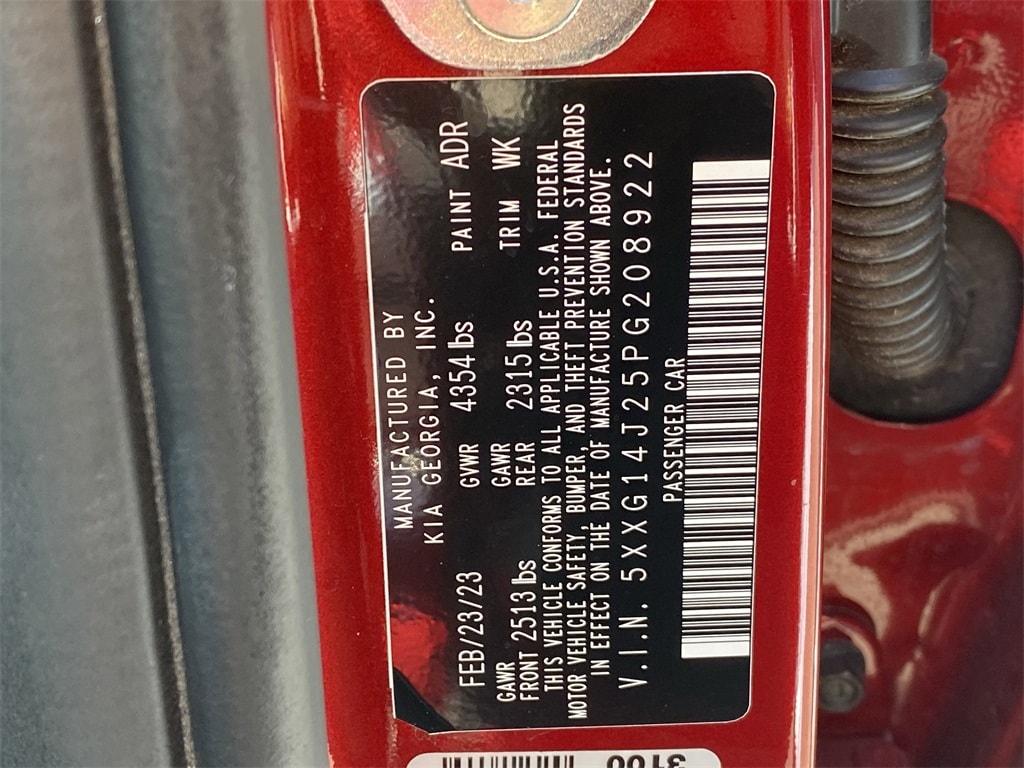 MANUFACTURED BY
KIA GEORGIA, INC.
FEB/23/23 GVWR 4354 lbs PAINT ADR
GAWR GAWR TRIM WK
FRONT 2513 lbs REAR 2315 lbs
THIS VEHICLE CONFORMS TO ALL APPLICABLE U.S.A. FEDERAL
MOTOR VEHICLE SAFETY, BUMPER, AND THEFT PREVENTION STANDARDS
IN EFFECT ON THE DATE OF MANUFACTURE SHOWN ABOVE.
V.I.N. 5XXG14J25PG208922
PASSENGER CAR